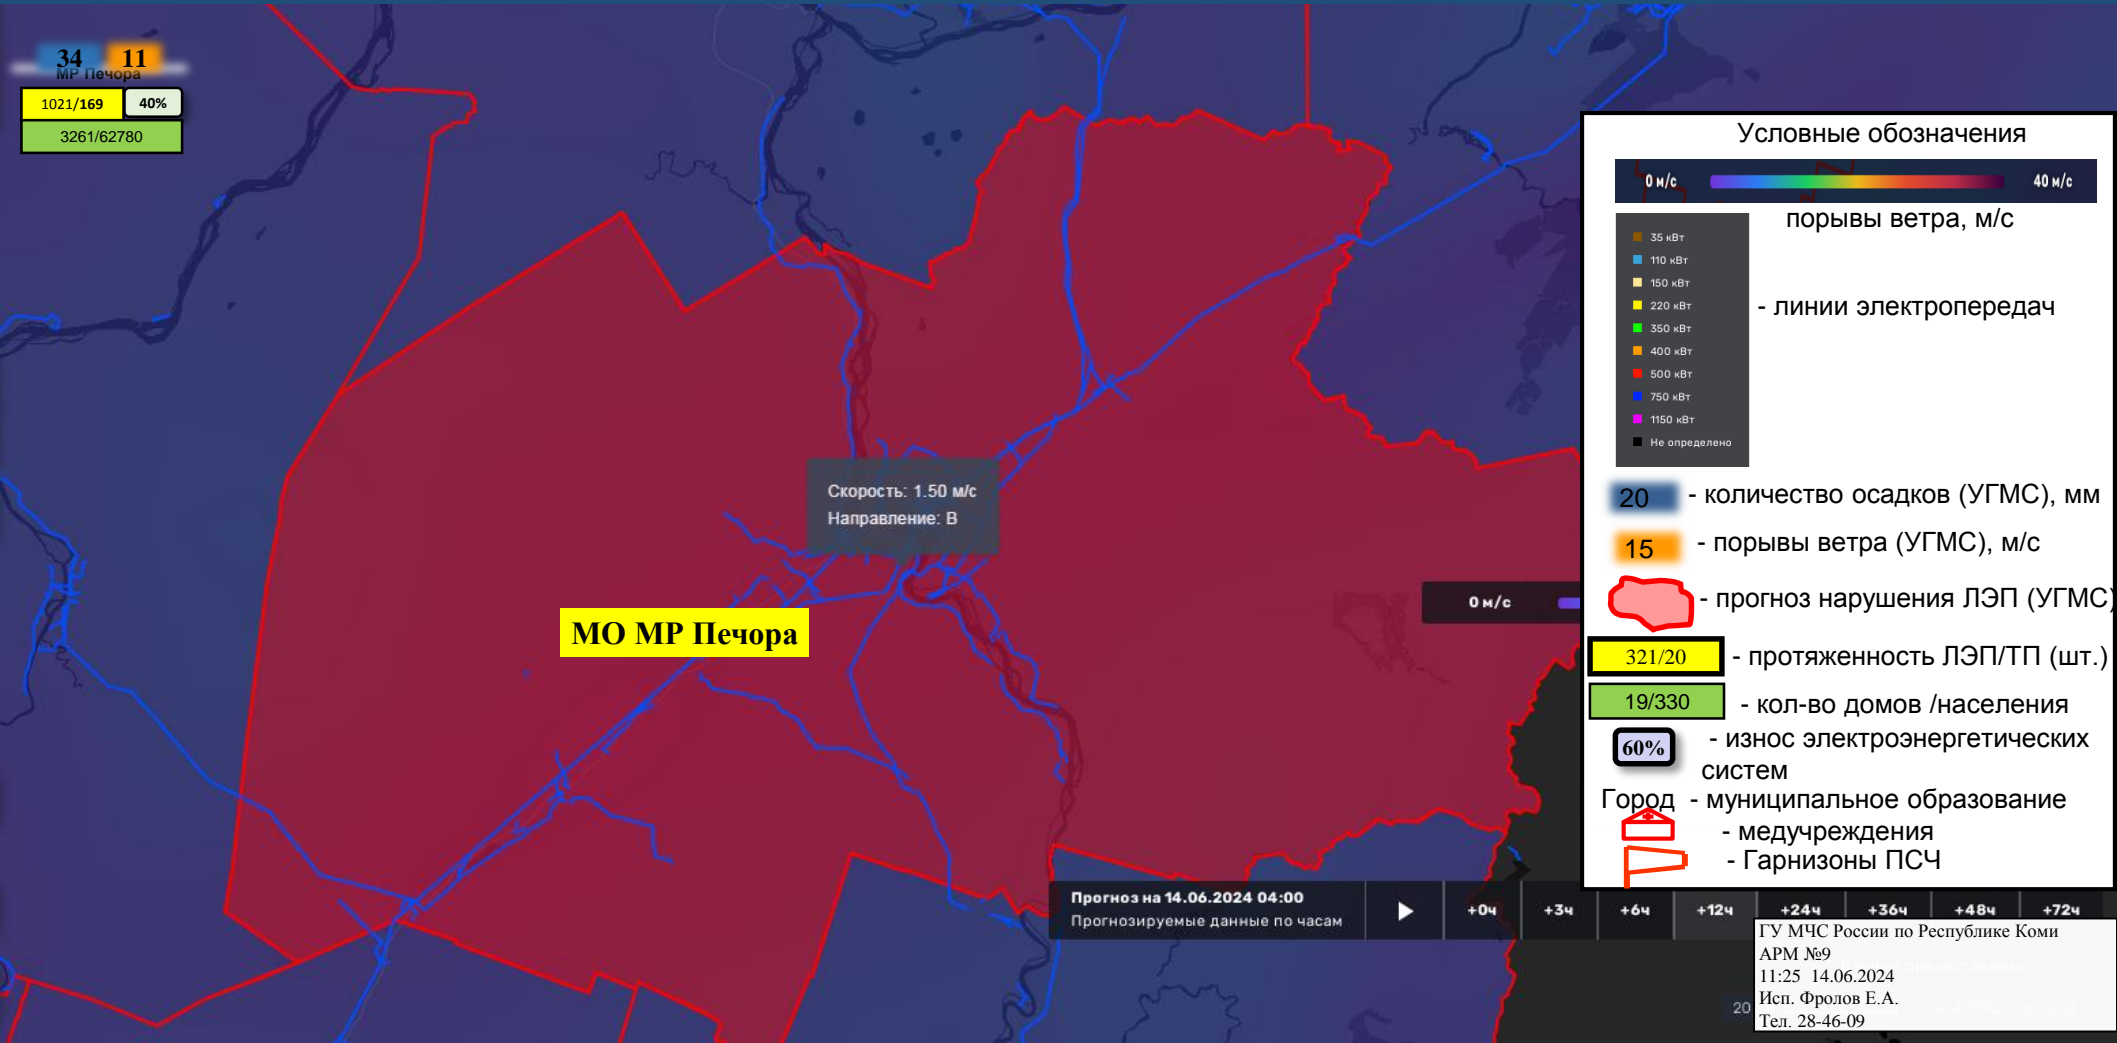 34 11
МР Печора
1021/169 40%
3261/62780
Скорость: 1.50 м/с
Направление: В
МО МР Печора
0 м/с
Условные обозначения
0 м/с 40 м/с
порывы ветра, м/с
35 кВт
110 кВт
150 кВт
220 кВт
350 кВт
400 кВт
500 кВт
750 кВт
1150 кВт
Не определено
- линии электропередач
20 - количество осадков (УГМС), мм
15 - порывы ветра (УГМС), м/с
- прогноз нарушения ЛЭП (УГМС)
321/20 - протяженность ЛЭП/ТП (шт.)
19/330 - кол-во домов /населения
60% - износ электроэнергетических
систем
Город - муниципальное образование
- медучреждения
- Гарнизоны ПСЧ
Прогноз на 14.06.2024 04:00
Прогнозируемые данные по часам
+0ч +3ч +6ч +12ч +24ч +36ч +48ч +72ч
ГУ МЧС России по Республике Коми
АРМ №9
11:25 14.06.2024
Исп. Фролов Е.А.
Тел. 28-46-09
20